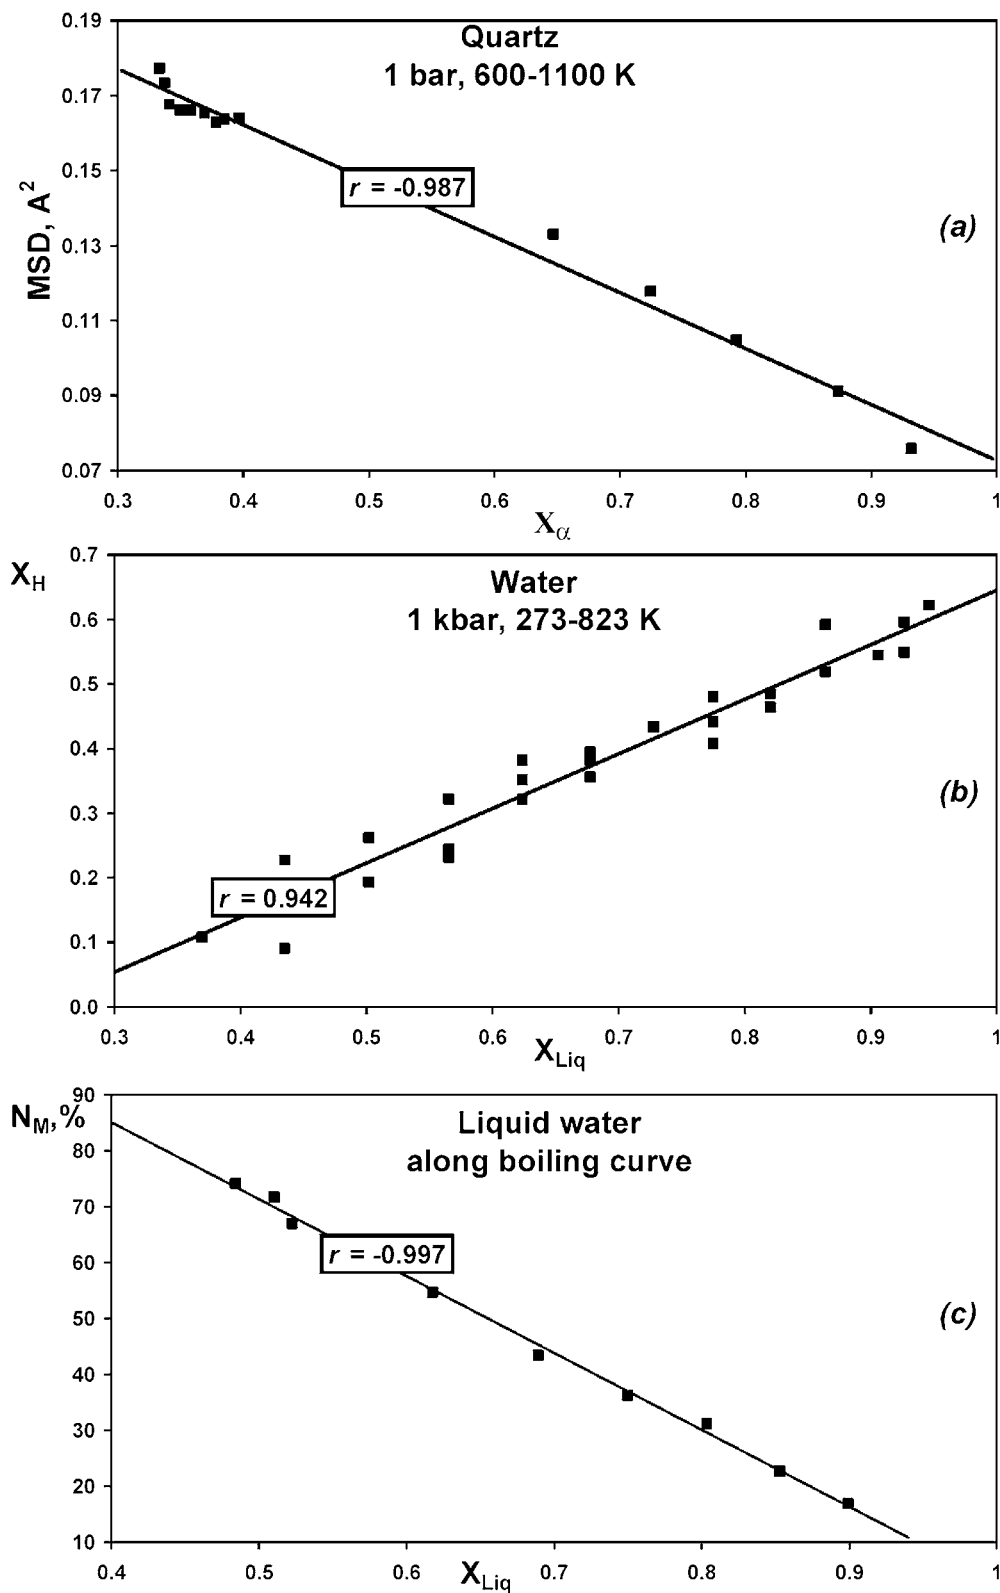 0.19
Quartz
1 bar, 600-1100 K
0.17
0.15
r = -0.987
MSD, A²
0.13
(a)
0.11
0.09
0.07
0.3 0.4 0.5 0.6 0.7 0.8 0.9 1
Xα
0.7
XH
Water
1 kbar, 273-823 K
0.6
0.5
0.4
(b)
0.3
0.2
r = 0.942
0.1
0.0
0.3 0.4 0.5 0.6 0.7 0.8 0.9 1
XLiq
90
NM,%
Liquid water
along boiling curve
80
70
60
r = -0.997
50
(c)
40
30
20
10
0.4 0.5 0.6 0.7 0.8 0.9 1
XLiq